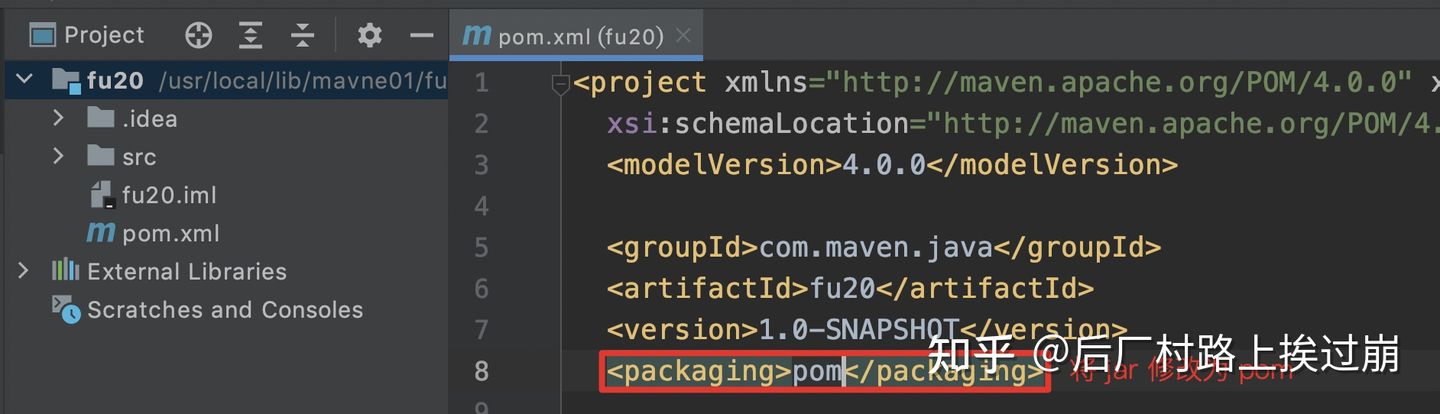 Project
pom.xml (fu20)
fu20 /usr/local/lib/mavne01/fu
.idea
src
fu20.iml
pom.xml
External Libraries
Scratches and Consoles
1 <project xmlns="http://maven.apache.org/POM/4.0.0" x
2 xsi:schemaLocation="http://maven.apache.org/POM/4.
3 <modelVersion>4.0.0</modelVersion>
4
5 <groupId>com.maven.java</groupId>
6 <artifactId>fu20</artifactId>
7 <version>1.0-SNAPSHOT</version>
8 <packaging>pom</packaging> 将 jar 修改为 pom
9
知乎 @后厂村路上挨过崩